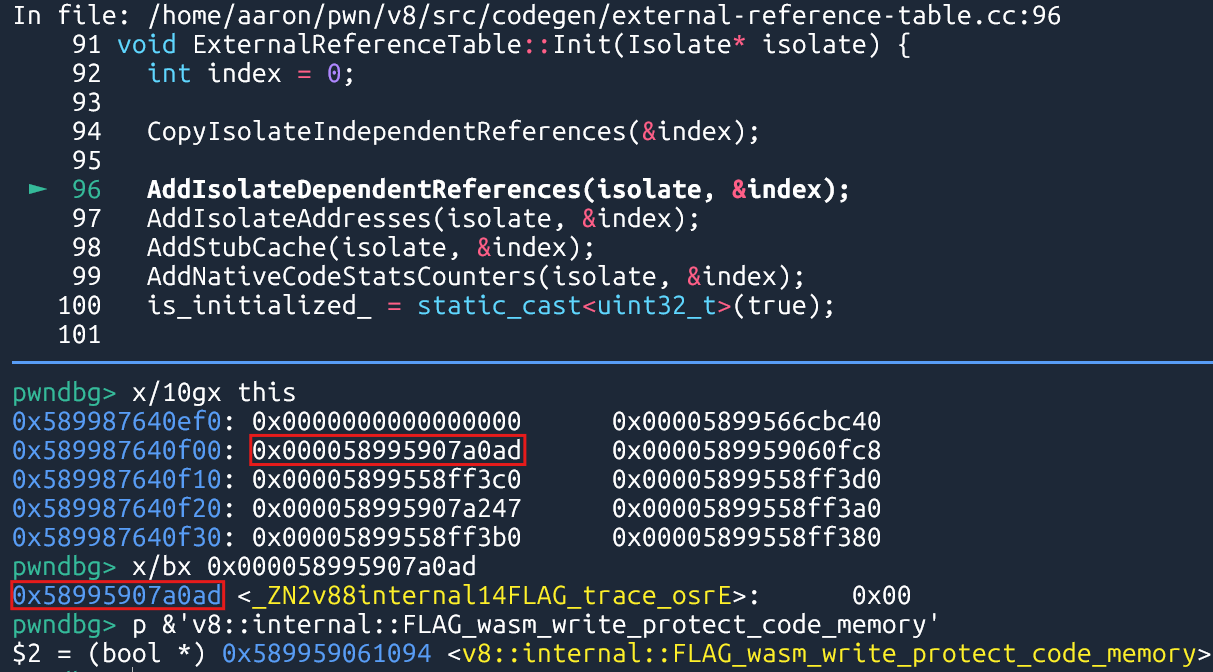 In file: /home/aaron/pwn/v8/src/codegen/external-reference-table.cc:96
91 void ExternalReferenceTable::Init(Isolate* isolate) {
92 int index = 0;
93
94 CopyIsolateIndependentReferences(&index);
95
► 96 AddIsolateDependentReferences(isolate, &index);
97 AddIsolateAddresses(isolate, &index);
98 AddStubCache(isolate, &index);
99 AddNativeCodeStatsCounters(isolate, &index);
100 is_initialized_ = static_cast<uint32_t>(true);
101
pwndbg> x/10gx this
0x589987640ef0: 0x0000000000000000 0x00005899566cbc40
0x589987640f00: 0x000058995907a0ad 0x000058959060fc8
0x589987640f10: 0x00005899558ff3c0 0x00005899558ff3d0
0x589987640f20: 0x000058995907a247 0x00005899558ff3a0
0x589987640f30: 0x00005899558ff3b0 0x00005899558ff380
pwndbg> x/bx 0x000058995907a0ad
0x58995907a0ad <_ZN2v88internal14FLAG_trace_osrE>: 0x00
pwndbg> p &'v8::internal::FLAG_wasm_write_protect_code_memory'
$2 = (bool *) 0x589959061094 <v8::internal::FLAG_wasm_write_protect_code_memory>